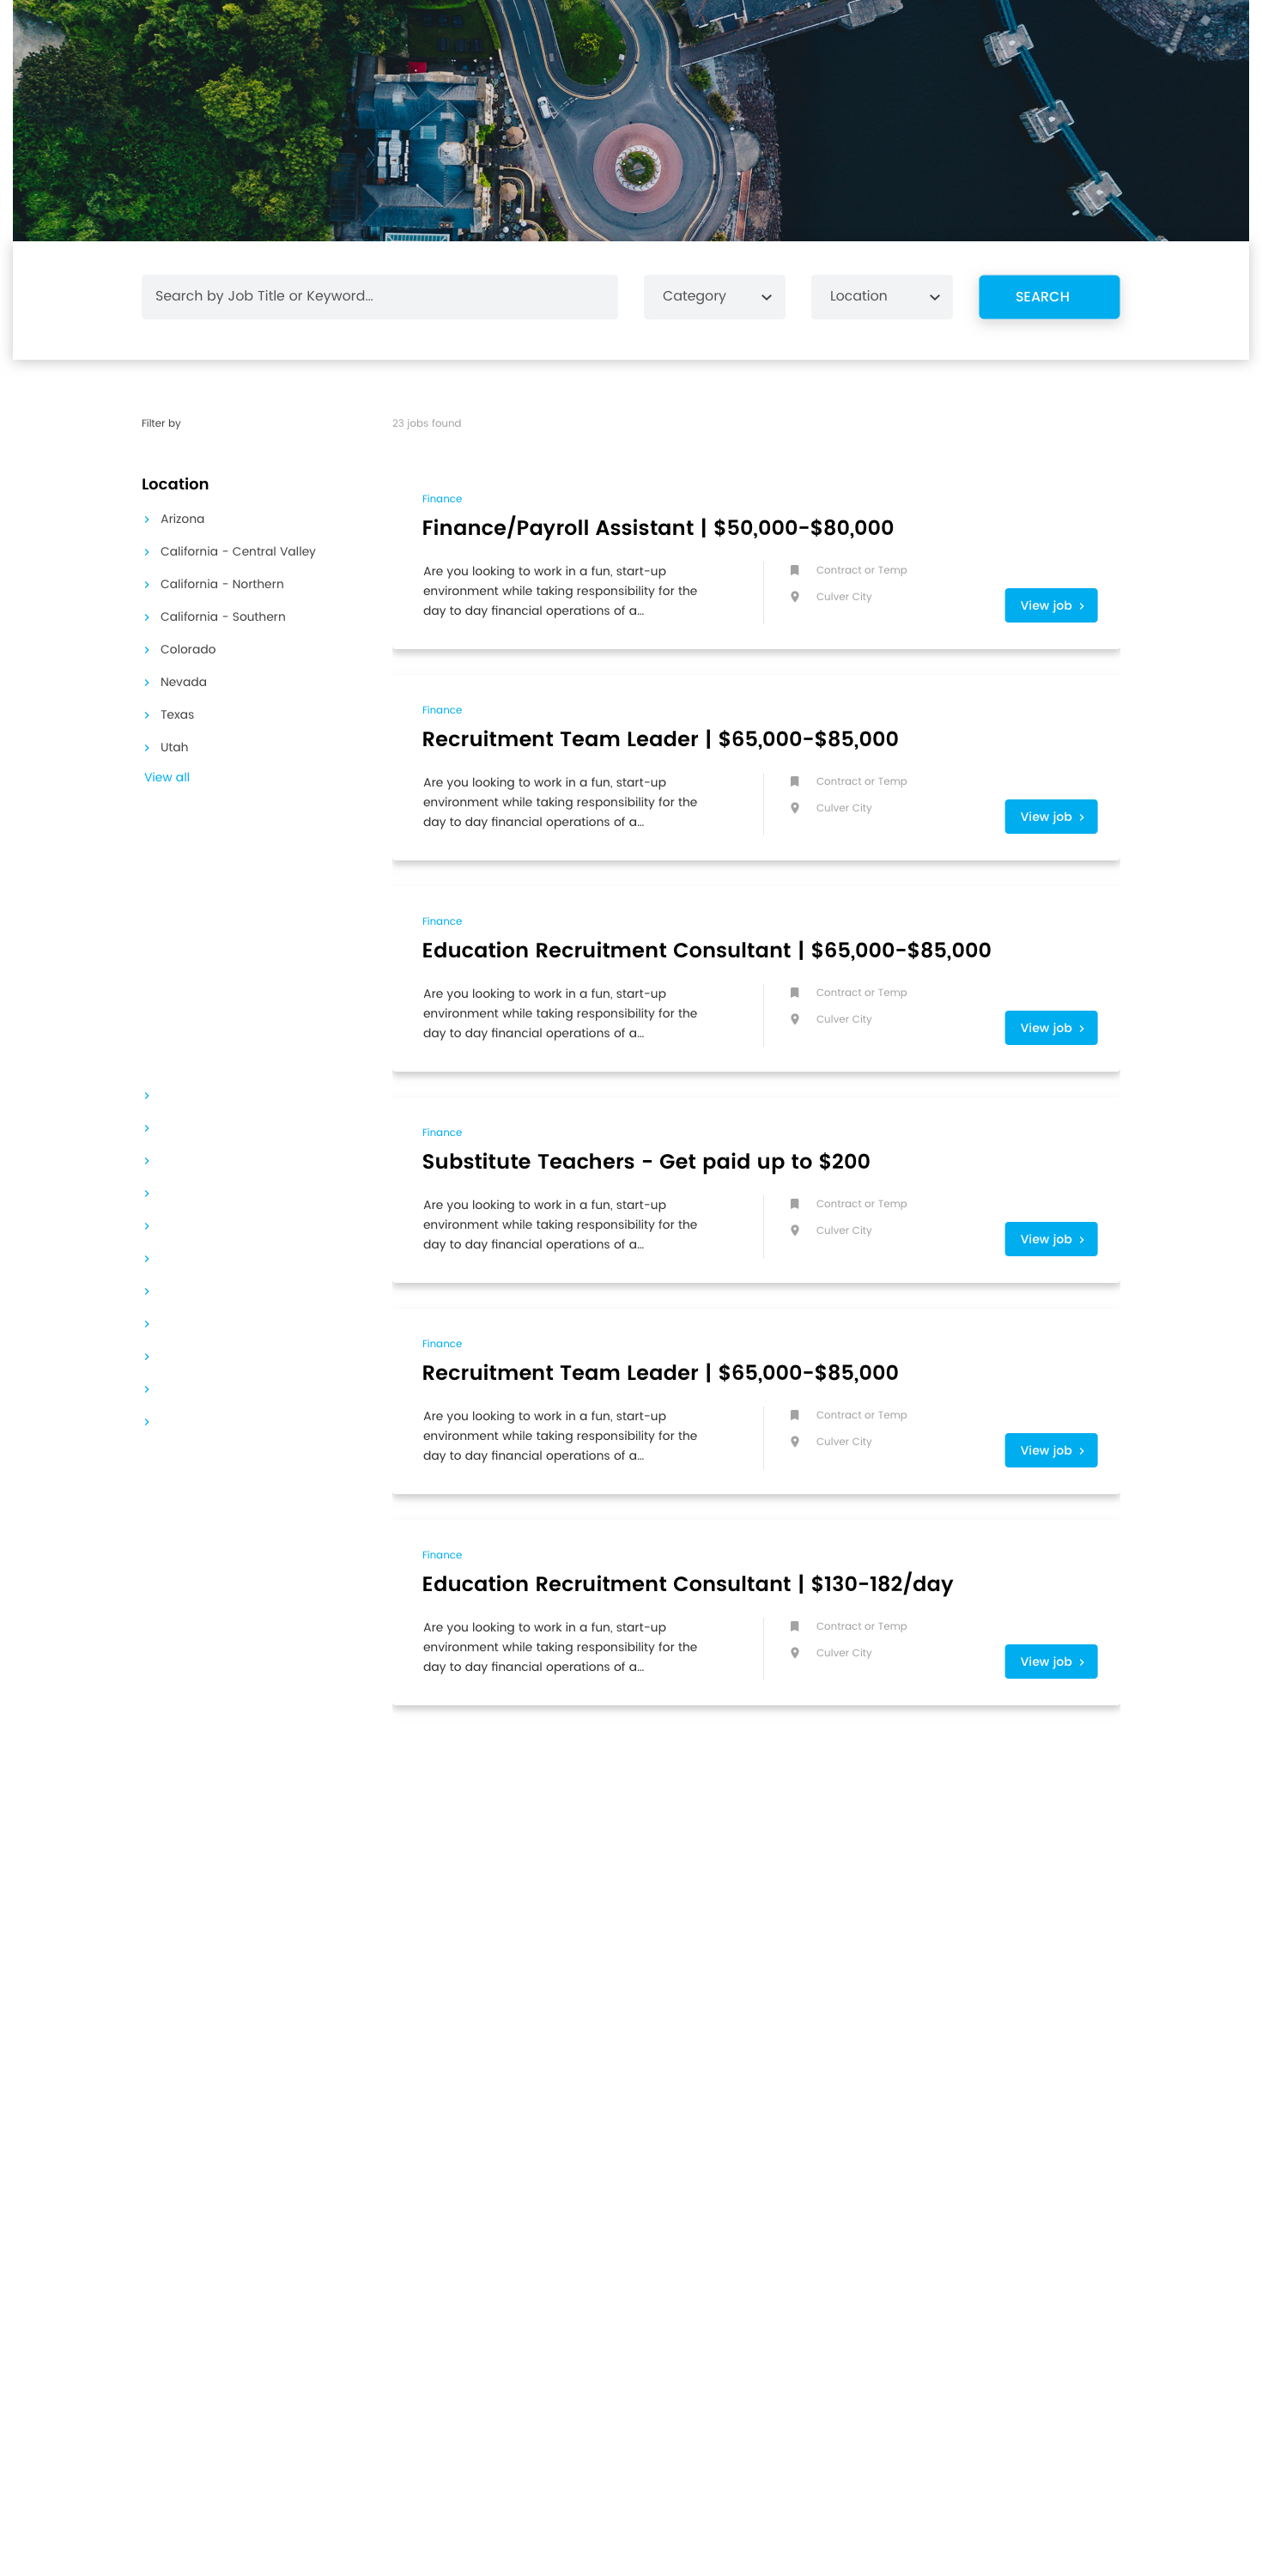 Search by Job Title or Keyword...
Category
Location
SEARCH
Filter by
23 jobs found
Location
Arizona
California - Central Valley
California - Northern
California - Southern
Colorado
Nevada
Texas
Utah
View all
Finance
Finance/Payroll Assistant | $50,000-$80,000
Are you looking to work in a fun, start-up
environment while taking responsibility for the
day to day financial operations of a...
Contract or Temp
Culver City
View job
Finance
Recruitment Team Leader | $65,000-$85,000
Are you looking to work in a fun, start-up
environment while taking responsibility for the
day to day financial operations of a...
Contract or Temp
Culver City
View job
Finance
Education Recruitment Consultant | $65,000-$85,000
Are you looking to work in a fun, start-up
environment while taking responsibility for the
day to day financial operations of a...
Contract or Temp
Culver City
View job
Finance
Substitute Teachers - Get paid up to $200
Are you looking to work in a fun, start-up
environment while taking responsibility for the
day to day financial operations of a...
Contract or Temp
Culver City
View job
Finance
Recruitment Team Leader | $65,000-$85,000
Are you looking to work in a fun, start-up
environment while taking responsibility for the
day to day financial operations of a...
Contract or Temp
Culver City
View job
Finance
Education Recruitment Consultant | $130-182/day
Are you looking to work in a fun, start-up
environment while taking responsibility for the
day to day financial operations of a...
Contract or Temp
Culver City
View job